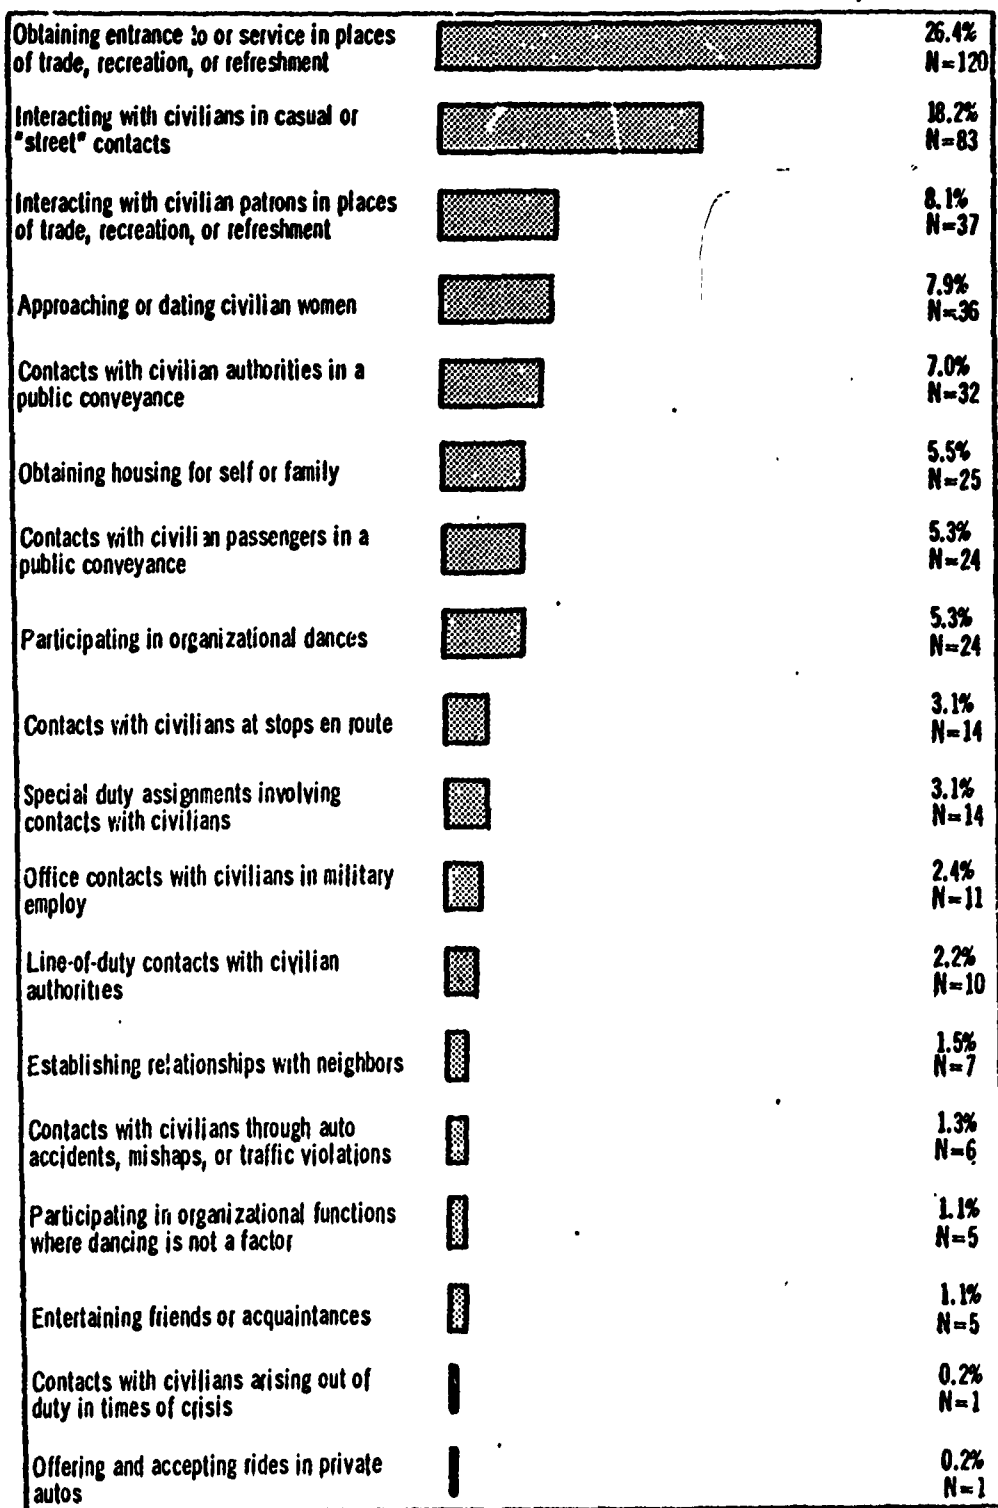 Obtaining entrance to or service in places
of trade, recreation, or refreshment
26.4%
N=120
Interacting with civilians in casual or
"street" contacts
18.2%
N=83
Interacting with civilian patrons in places
of trade, recreation, or refreshment
8.1%
N=37
Approaching or dating civilian women
7.9%
N=36
Contacts with civilian authorities in a
public conveyance
7.0%
N=32
Obtaining housing for self or family
5.5%
N=25
Contacts with civilian passengers in a
public conveyance
5.3%
N=24
Participating in organizational dances
5.3%
N=24
Contacts with civilians at stops en route
3.1%
N=14
Special duty assignments involving
contacts with civilians
3.1%
N=14
Office contacts with civilians in military
employ
2.4%
N=11
Line-of-duty contacts with civilian
authorities
2.2%
N=10
Establishing relationships with neighbors
1.5%
N=7
Contacts with civilians through auto
accidents, mishaps, or traffic violations
1.3%
N=6
Participating in organizational functions
where dancing is not a factor
1.1%
N=5
Entertaining friends or acquaintances
1.1%
N=5
Contacts with civilians arising out of
duty in times of crisis
0.2%
N=1
Offering and accepting rides in private
autos
0.2%
N=1